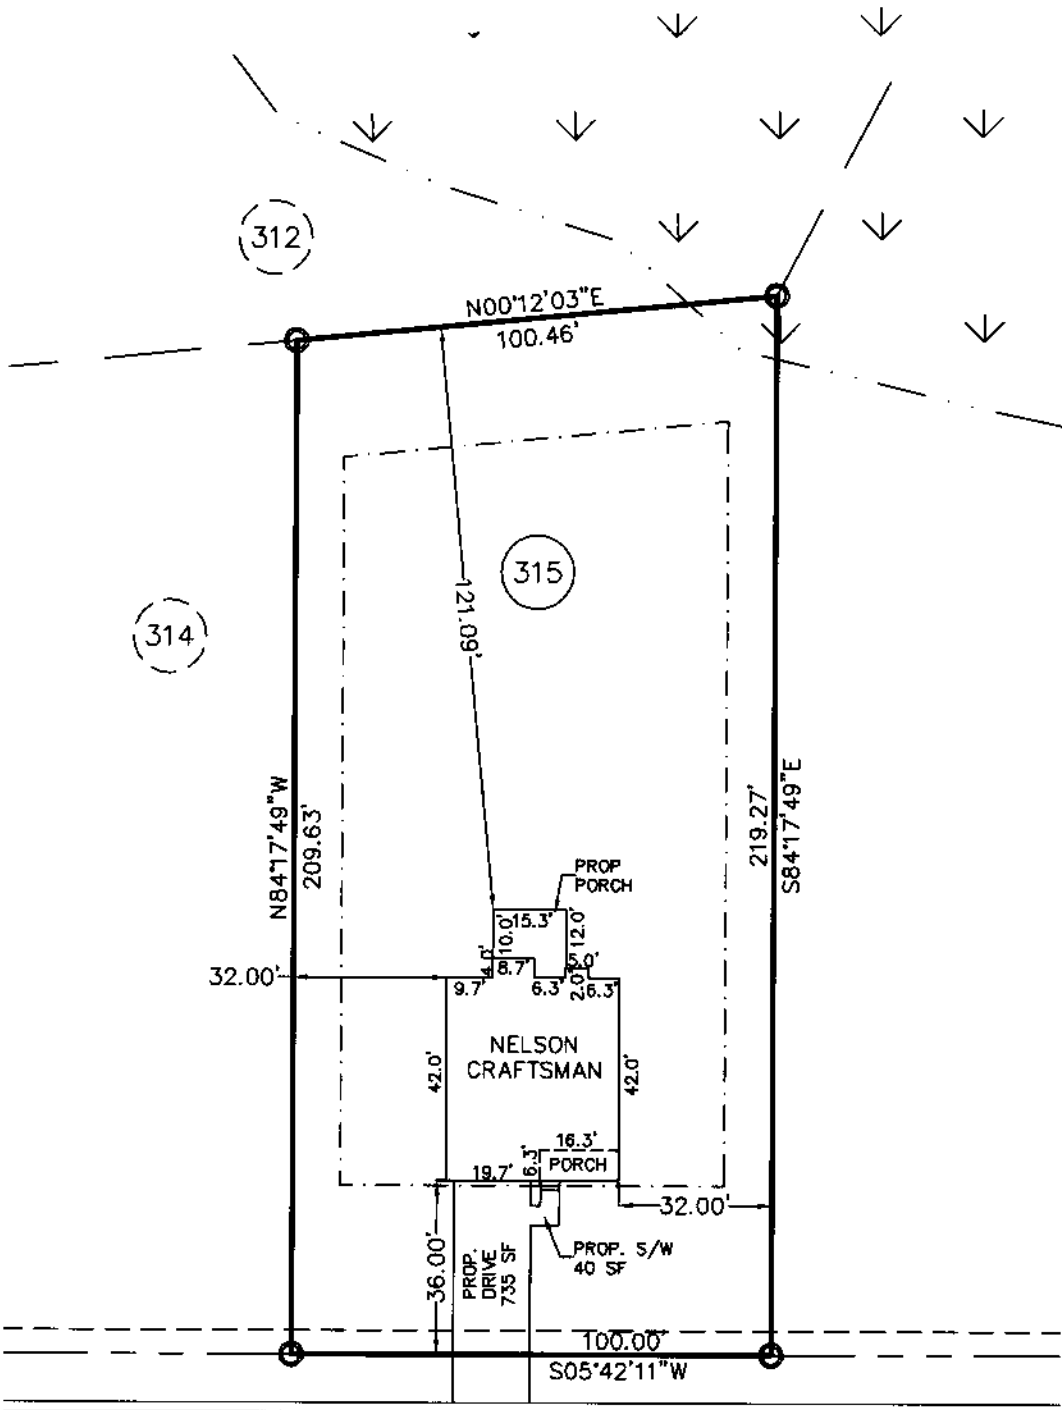 312
N00°12'03"E
100.46'
315
121.09'
314
N84°17'49"W
209.63'
219.27'
S84°17'49"E
PROP
PORCH
15.3'
10.0'
12.0'
8.7'
5.0'
32.00'
9.7'
6.3'
2.0'
6.3'
NELSON
CRAFTSMAN
42.0'
42.0'
16.3'
6.3'
PORCH
19.7'
32.00'
36.00'
PROP.
DRIVE
735 SF
PROP. S/W
40 SF
100.00'
S05°42'11"W